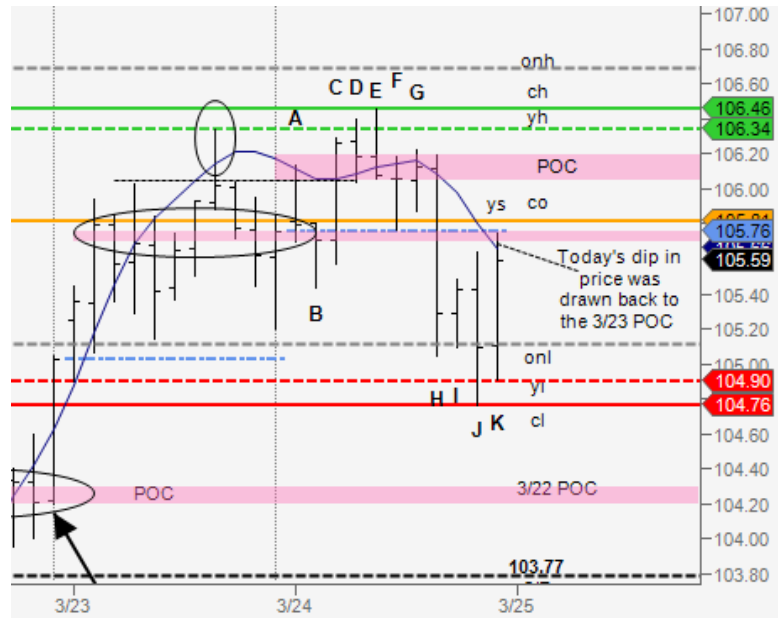 107.00
106.80
onh
106.60
ch
C D E F G
106.46
yh
A
106.34
106.20
POC
106.00
ys co
105.76
105.59
Today's dip in
price was
drawn back to
the 3/23 POC
105.40
B
105.20
onl
105.00
104.90
yl
H I
104.76
J K
cl
104.60
104.40
POC
3/22 POC
104.20
104.00
103.77
103.80
3/23
3/24
3/25